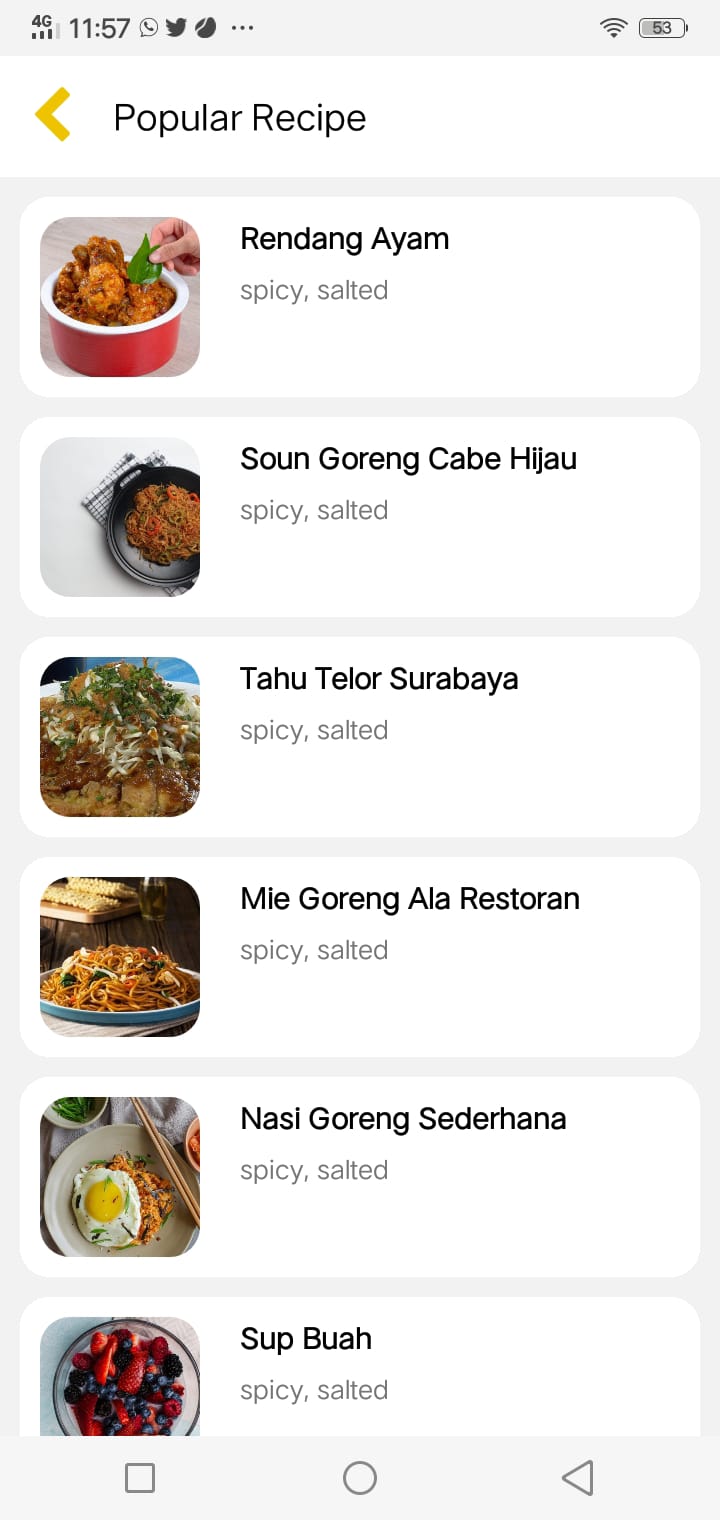 4G 11:57 53
Popular Recipe
Rendang Ayam
spicy, salted
Soun Goreng Cabe Hijau
spicy, salted
Tahu Telor Surabaya
spicy, salted
Mie Goreng Ala Restoran
spicy, salted
Nasi Goreng Sederhana
spicy, salted
Sup Buah
spicy, salted